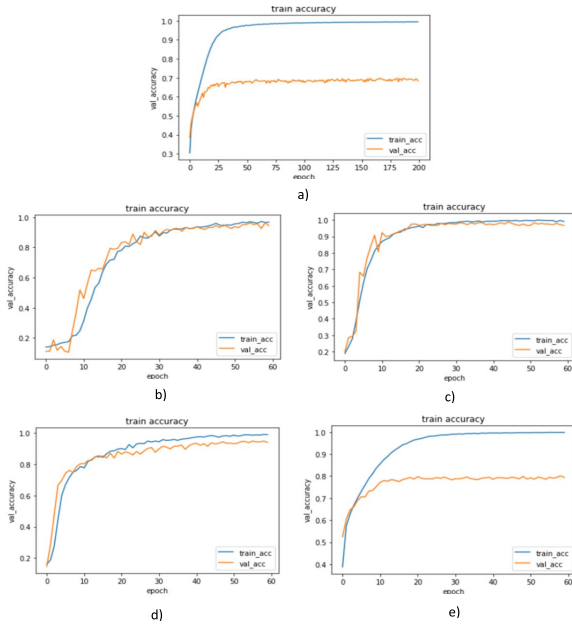 train accuracy
1.0
0.9
0.8
0.7
0.6
0.5
0.4
0.3
val_accuracy
train_acc
val_acc
0 25 50 75 100 125 150 175 200
epoch
a)
train accuracy
1.0
0.8
0.6
0.4
0.2
val_accuracy
train_acc
val_acc
0 10 20 30 40 50 60
epoch
b)
train accuracy
1.0
0.9
0.8
0.7
0.6
0.5
0.4
0.3
0.2
val_accuracy
train_acc
val_acc
0 10 20 30 40 50 60
epoch
c)
train accuracy
1.0
0.8
0.6
0.4
0.2
val_accuracy
train_acc
val_acc
0 10 20 30 40 50 60
epoch
d)
train accuracy
1.0
0.9
0.8
0.7
0.6
0.5
0.4
val_accuracy
train_acc
val_acc
0 10 20 30 40 50 60
epoch
e)